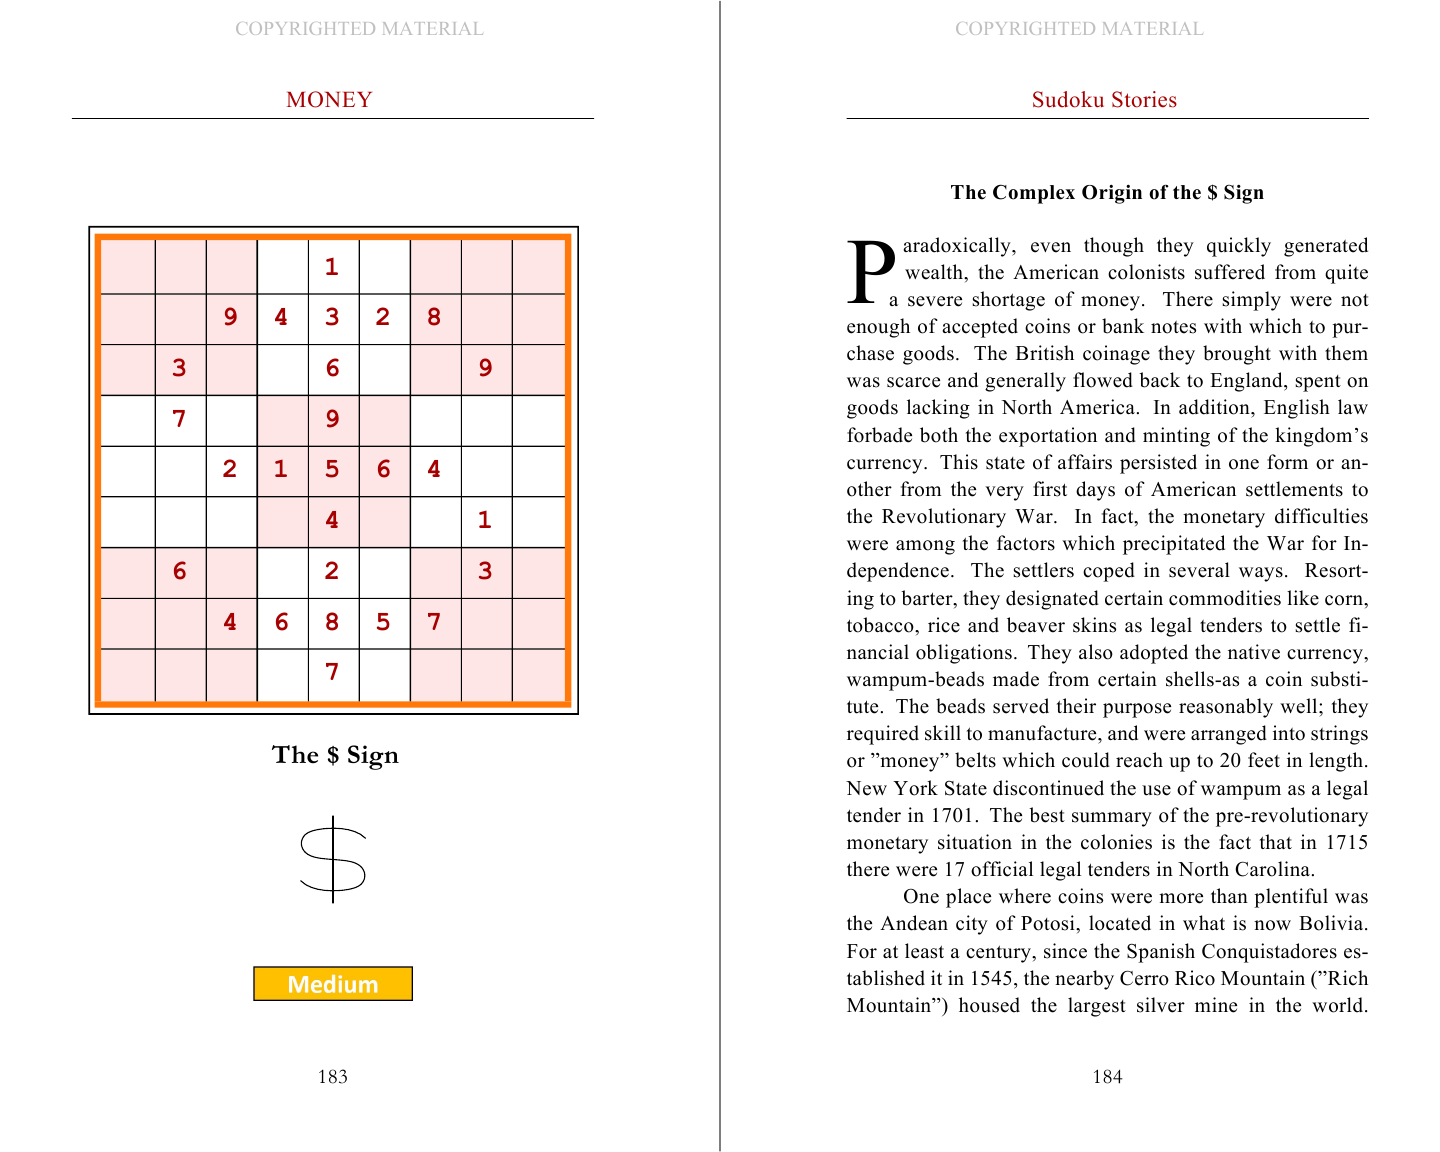 COPYRIGHTED MATERIAL
MONEY
1
9 4 3 2 8
3 6 9
7 9
2 1 5 6 4
4 1
6 2 3
4 6 8 5 7
7
The $ Sign
$
Medium
183
COPYRIGHTED MATERIAL
Sudoku Stories
The Complex Origin of the $ Sign
Paradoxically, even though they quickly generated
wealth, the American colonists suffered from quite
a severe shortage of money. There simply were not
enough of accepted coins or bank notes with which to pur-
chase goods. The British coinage they brought with them
was scarce and generally flowed back to England, spent on
goods lacking in North America. In addition, English law
forbade both the exportation and minting of the kingdom’s
currency. This state of affairs persisted in one form or an-
other from the very first days of American settlements to
the Revolutionary War. In fact, the monetary difficulties
were among the factors which precipitated the War for In-
dependence. The settlers coped in several ways. Resort-
ing to barter, they designated certain commodities like corn,
tobacco, rice and beaver skins as legal tenders to settle fi-
nancial obligations. They also adopted the native currency,
wampum-beads made from certain shells-as a coin substi-
tute. The beads served their purpose reasonably well; they
required skill to manufacture, and were arranged into strings
or ”money” belts which could reach up to 20 feet in length.
New York State discontinued the use of wampum as a legal
tender in 1701. The best summary of the pre-revolutionary
monetary situation in the colonies is the fact that in 1715
there were 17 official legal tenders in North Carolina.
One place where coins were more than plentiful was
the Andean city of Potosi, located in what is now Bolivia.
For at least a century, since the Spanish Conquistadores es-
tablished it in 1545, the nearby Cerro Rico Mountain (”Rich
Mountain”) housed the largest silver mine in the world.
184